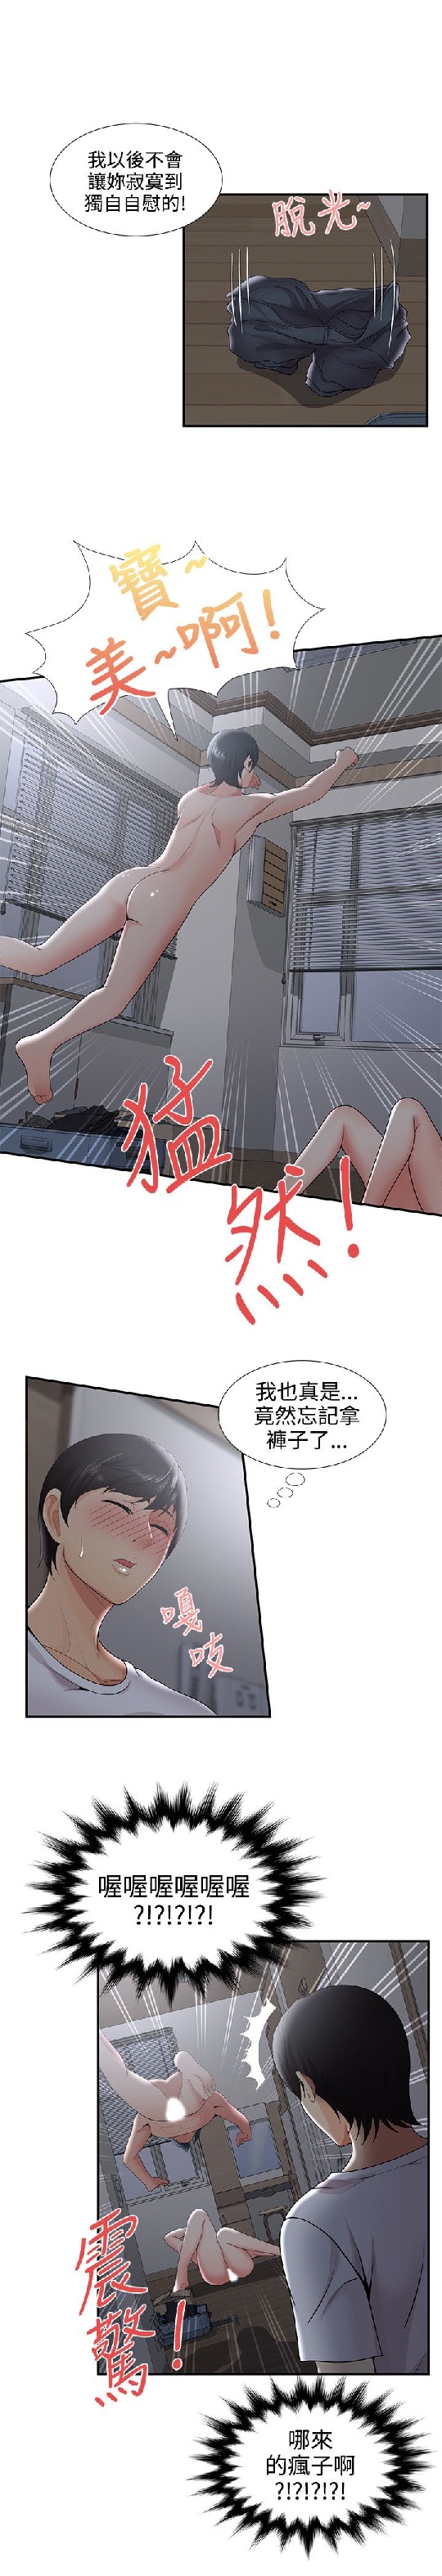 我以後不會
讓妳寂寞到
獨自自慰的!
脫光~
寶~
美~啊!
猛
然!
我也真是...
竟然忘記拿
褲子了...
嘎
吱
喔喔喔喔喔喔
?!?!?!?!
震
驚!
哪來
的瘋子啊
?!?!?!?!